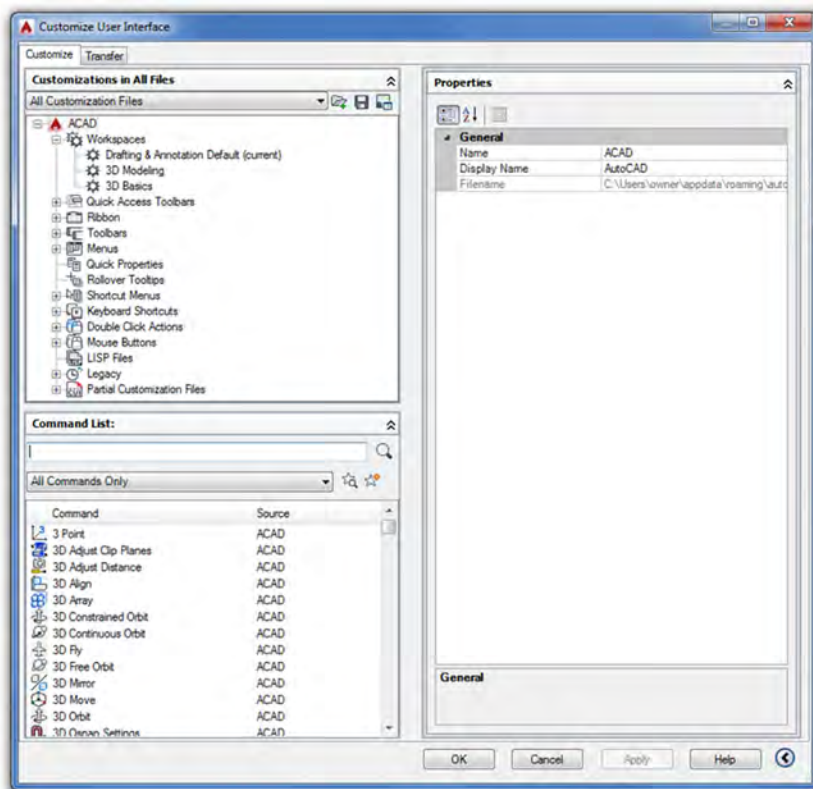 Customize User Interface
Customize Transfer
Customizations in All Files
All Customization Files
ACAD
Workspaces
Drafting & Annotation Default (current)
3D Modeling
3D Basics
Quick Access Toolbars
Ribbon
Toolbars
Menus
Quick Properties
Rollover Tooltips
Shortcut Menus
Keyboard Shortcuts
Double Click Actions
Mouse Buttons
LISP Files
Legacy
Partial Customization Files
Command List:
All Commands Only
Command Source
3 Point ACAD
3D Adjust Clip Planes ACAD
3D Adjust Distance ACAD
3D Align ACAD
3D Array ACAD
3D Constrained Orbit ACAD
3D Continuous Orbit ACAD
3D Fly ACAD
3D Free Orbit ACAD
3D Mirror ACAD
3D Move ACAD
3D Orbit ACAD
3D Osnap Settings ACAD
Properties
General
Name ACAD
Display Name AutoCAD
Filename C:\Users\owner\appdata\roaming\auto
General
OK Cancel Apply Help